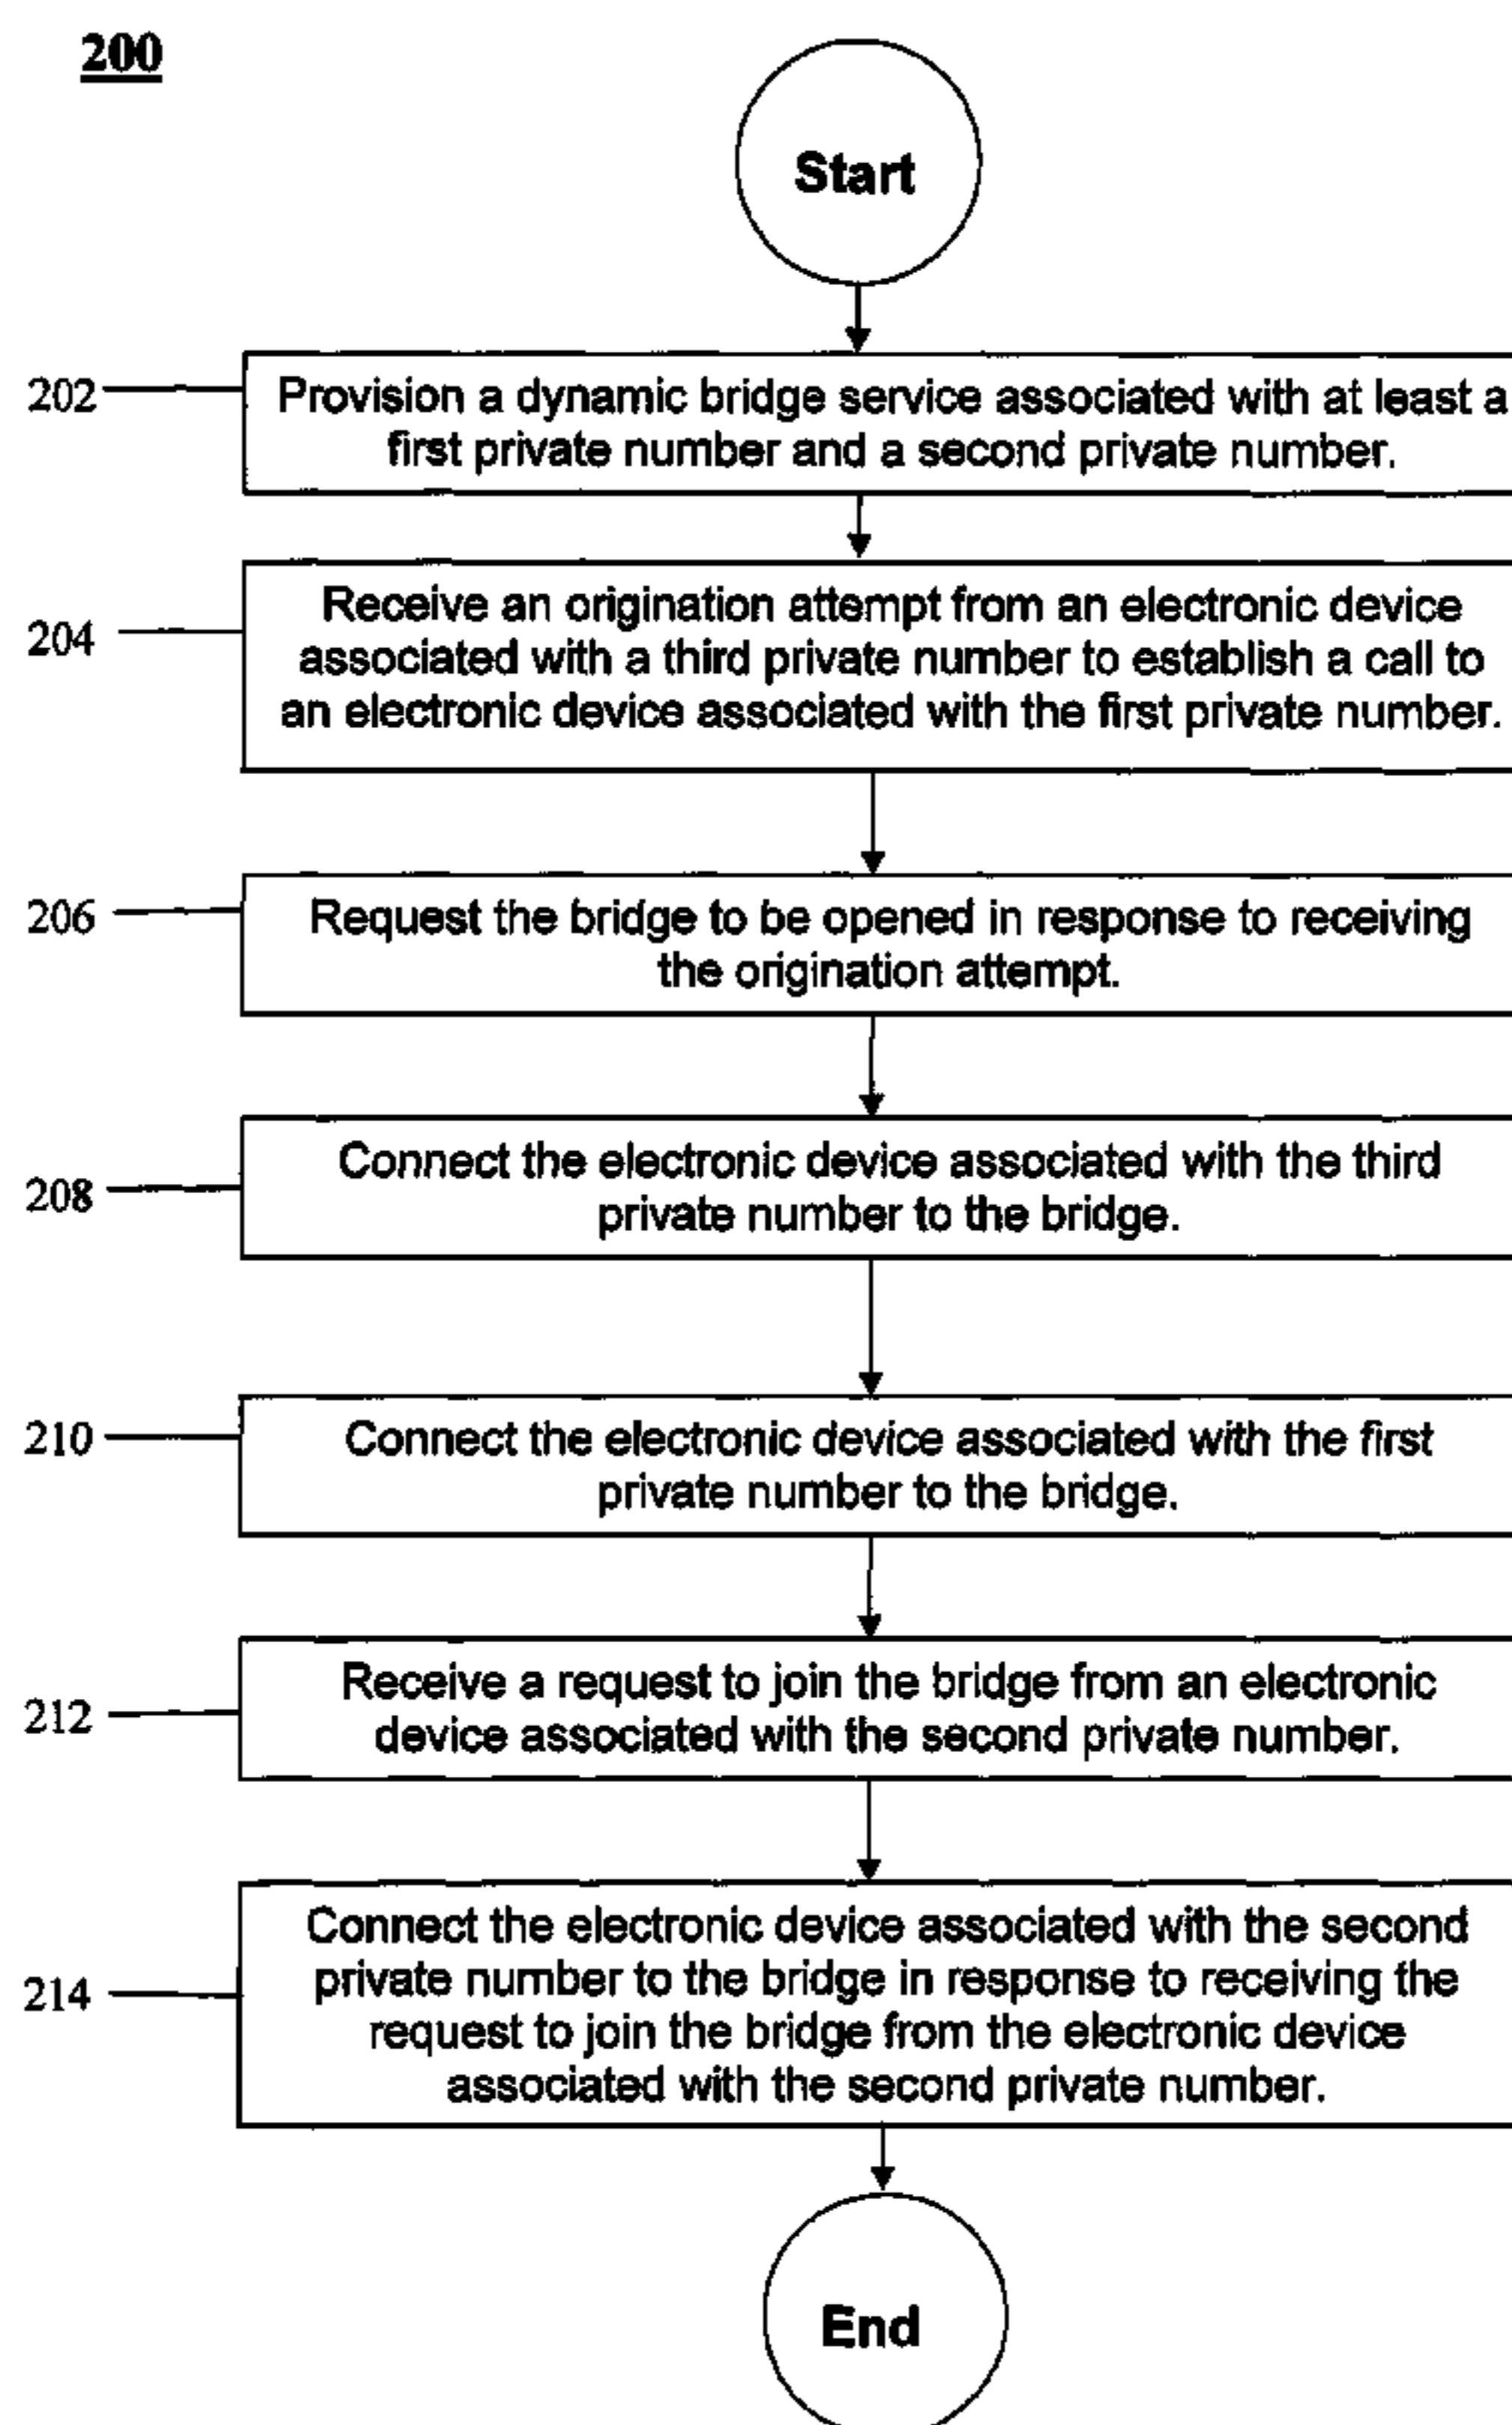 200
Start
202
Provision a dynamic bridge service associated with at least a
first private number and a second private number.
204
Receive an origination attempt from an electronic device
associated with a third private number to establish a call to
an electronic device associated with the first private number.
206
Request the bridge to be opened in response to receiving
the origination attempt.
208
Connect the electronic device associated with the third
private number to the bridge.
210
Connect the electronic device associated with the first
private number to the bridge.
212
Receive a request to join the bridge from an electronic
device associated with the second private number.
214
Connect the electronic device associated with the second
private number to the bridge in response to receiving the
request to join the bridge from the electronic device
associated with the second private number.
End